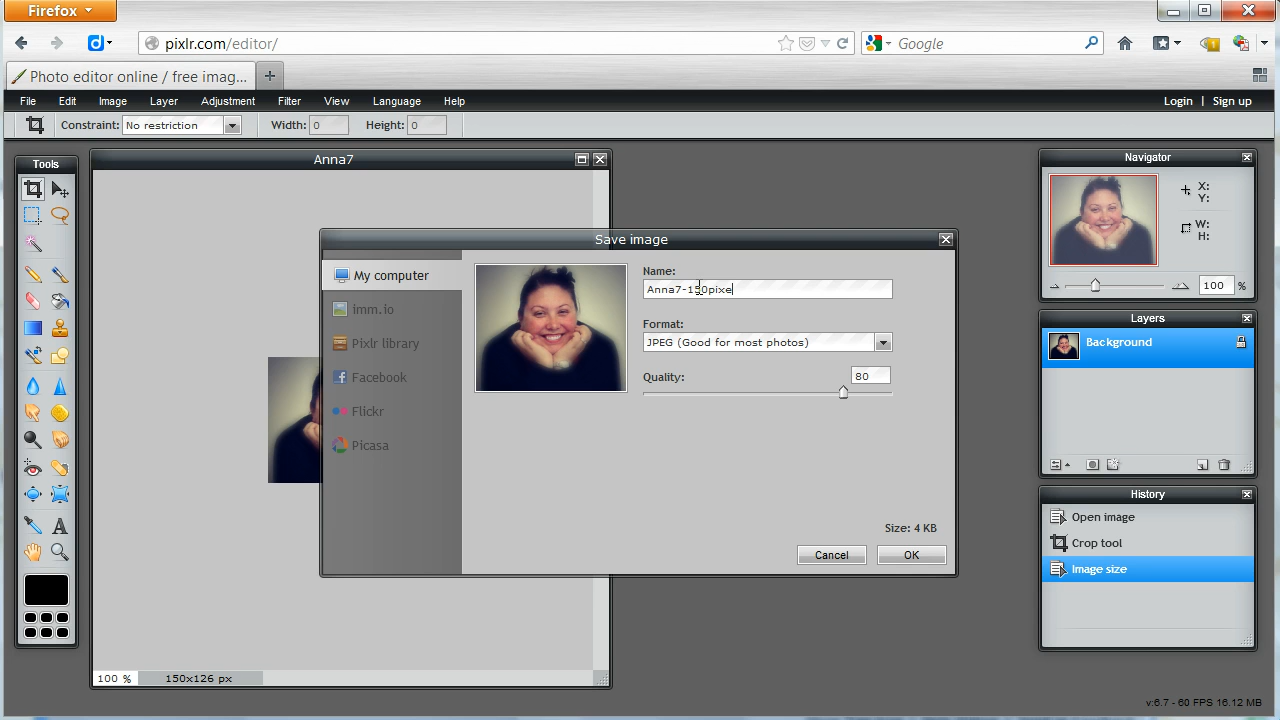 Firefox
pixlr.com/editor/
Google
Photo editor online / free imag...
File Edit Image Layer Adjustment Filter View Language Help Login | Sign up
Constraint: No restriction Width: 0 Height: 0
Tools
Anna7
Navigator
X:
Y:
W:
H:
100 %
Save image
My computer
imm.io
Pixlr library
Facebook
Flickr
Picasa
Name:
Format:
JPEG (Good for most photos)
Quality: 80
Size: 4 KB
Cancel OK
Layers
Background
History
Open image
Crop tool
Image size
100 % 150x126 px
v:6.7 - 60 FPS 16.12 MB